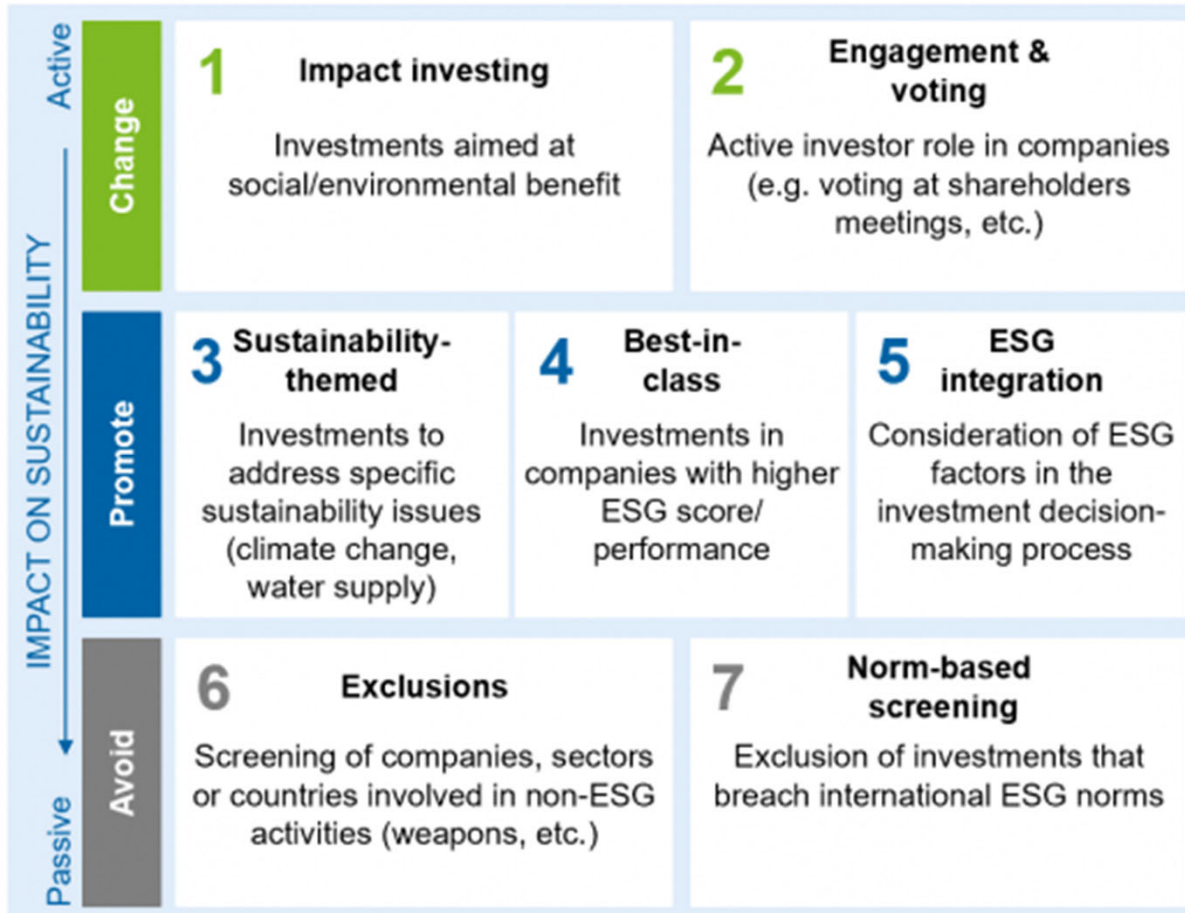 Active
IMPACT ON SUSTAINABILITY
Passive
Change
1
Impact investing
Investments aimed at
social/environmental benefit
2
Engagement &
voting
Active investor role in companies
(e.g. voting at shareholders
meetings, etc.)
Promote
3
Sustainability-
themed
Investments to
address specific
sustainability issues
(climate change,
water supply)
4
Best-in-
class
Investments in
companies with higher
ESG score/
performance
5
ESG
integration
Consideration of ESG
factors in the
investment decision-
making process
Avoid
6
Exclusions
Screening of companies, sectors
or countries involved in non-ESG
activities (weapons, etc.)
7
Norm-based
screening
Exclusion of investments that
breach international ESG norms